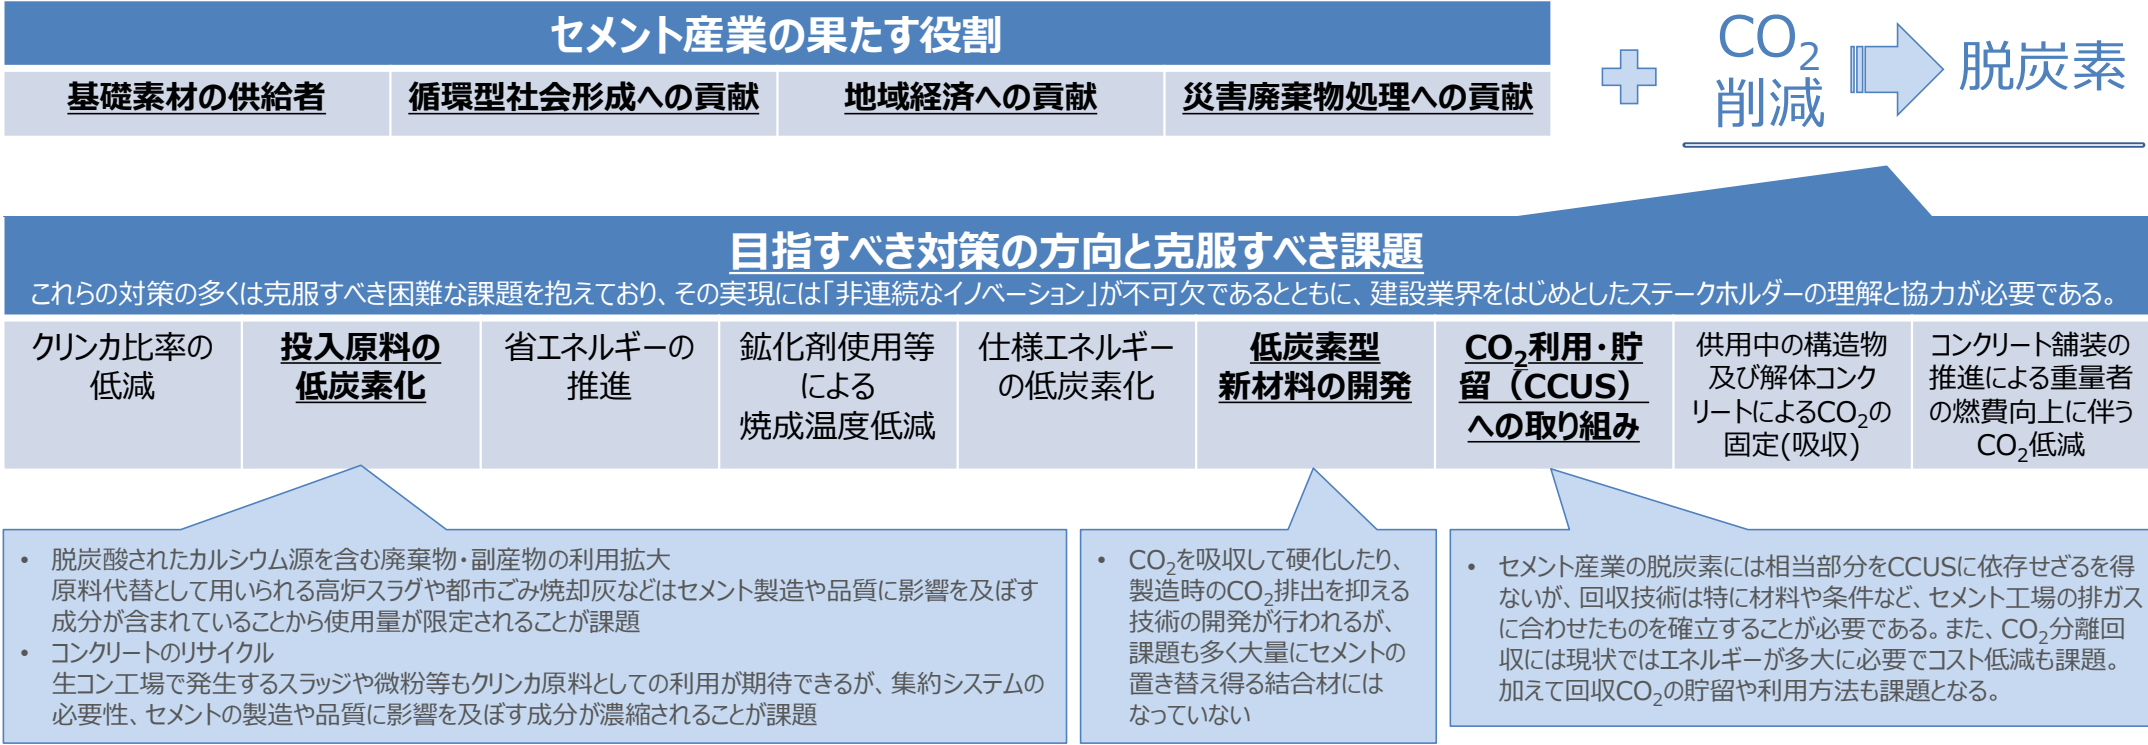 セメント産業の果たす役割
基礎素材の供給者
循環型社会形成への貢献
地域経済への貢献
災害廃棄物処理への貢献
CO₂
削減
脱炭素
目指すべき対策の方向と克服すべき課題
これらの対策の多くは克服すべき困難な課題を抱えており、その実現には「非連続なイノベーション」が不可欠であるとともに、建設業界をはじめとしたステークホルダーの理解と協力が必要である。
クリンカ比率の
低減
投入原料の
低炭素化
省エネルギーの
推進
鉱化剤使用等
による
焼成温度低減
仕様エネルギー
の低炭素化
低炭素型
新材料の開発
CO₂利用・貯
留（CCUS）
への取り組み
供用中の構造物
及び解体コンク
リートによるCO₂の
固定(吸収)
コンクリート舗装の
推進による重量者
の燃費向上に伴う
CO₂低減
• 脱炭酸されたカルシウム源を含む廃棄物・副産物の利用拡大
原料代替として用いられる高炉スラグや都市ごみ焼却灰などはセメント製造や品質に影響を及ぼす
成分が含まれていることから使用量が限定されることが課題
• コンクリートのリサイクル
生コン工場で発生するスラッジや微粉等もクリンカ原料としての利用が期待できるが、集約システムの
必要性、セメントの製造や品質に影響を及ぼす成分が濃縮されることが課題
• CO₂を吸収して硬化したり、
製造時のCO₂排出を抑える
技術の開発が行われるが、
課題も多く大量にセメントの
置き替え得る結合材には
なっていない
• セメント産業の脱炭素には相当部分をCCUSに依存せざるを得
ないが、回収技術は特に材料や条件など、セメント工場の排ガス
に合わせたものを確立することが必要である。また、CO₂分離回
収には現状ではエネルギーが多大に必要でコスト低減も課題。
加えて回収CO₂の貯留や利用方法も課題となる。